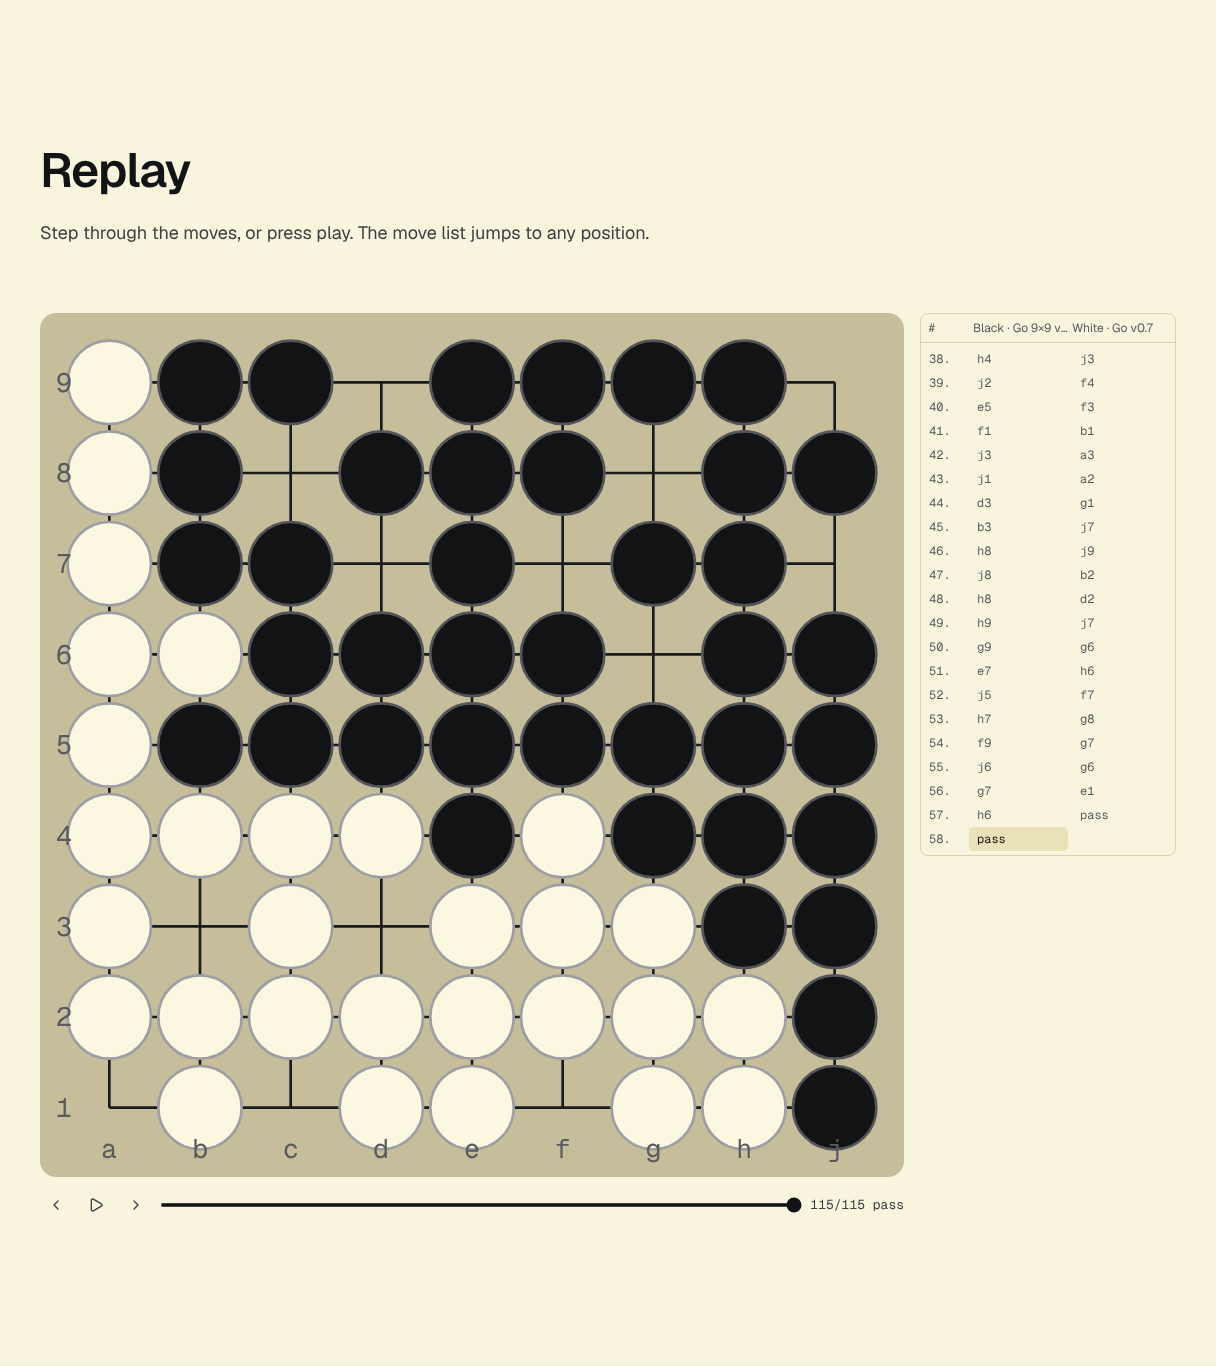 Replay
Step through the moves, or press play. The move list jumps to any position.
# Black · Go 9×9 v... White · Go v0.7
38. h4 j3
39. j2 f4
40. e5 f3
41. f1 b1
42. j3 a3
43. j1 a2
44. d3 g1
45. b3 j7
46. h8 j9
47. j8 b2
48. h8 d2
49. h9 j7
50. g9 g6
51. e7 h6
52. j5 f7
53. h7 g8
54. f9 g7
55. j6 g6
56. g7 e1
57. h6 pass
58. pass
9
8
7
6
5
4
3
2
1
a b c d e f g h j
115/115 pass